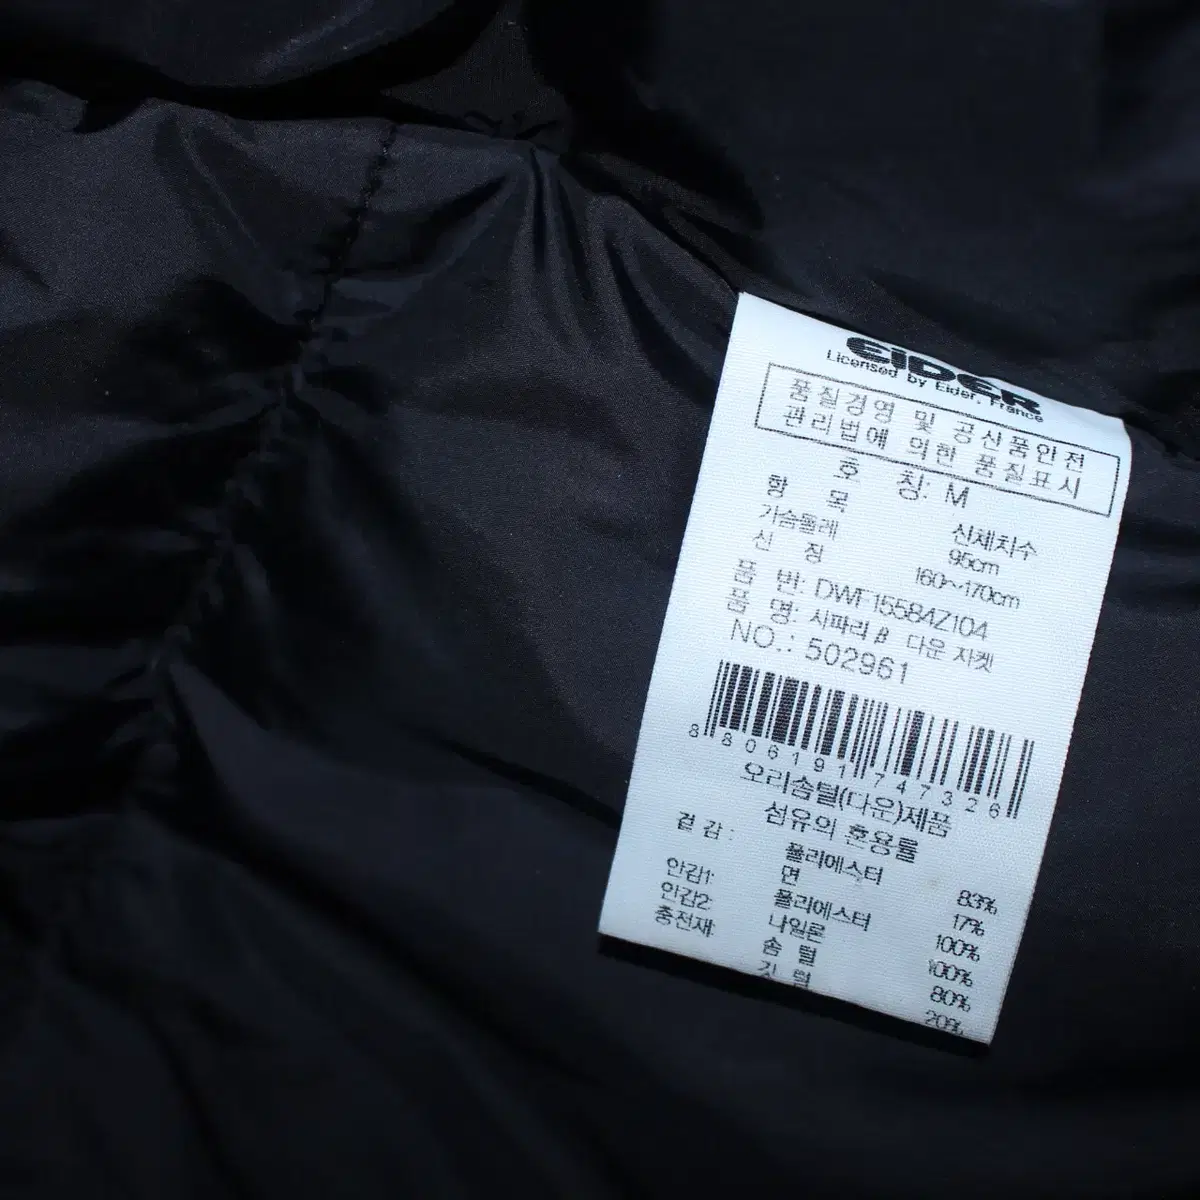 EiDER
Licensed by Eider, France
품질경영 및 공산품안전
관리법에 의한 품질표시
호 칭: M
항 목 신체치수
가슴둘레 95cm
신 장 160~170cm
품 번: DWF15584Z104
품 명: 사파리β 다운 자켓
NO.: 502961
8806191747326
오리솜털(다운)제품
섬유의 혼용률
겉감: 폴리에스터 83%
면 17%
안감1: 폴리에스터 100%
안감2: 나일론 100%
충전재: 솜 털 80%
깃 털 20%